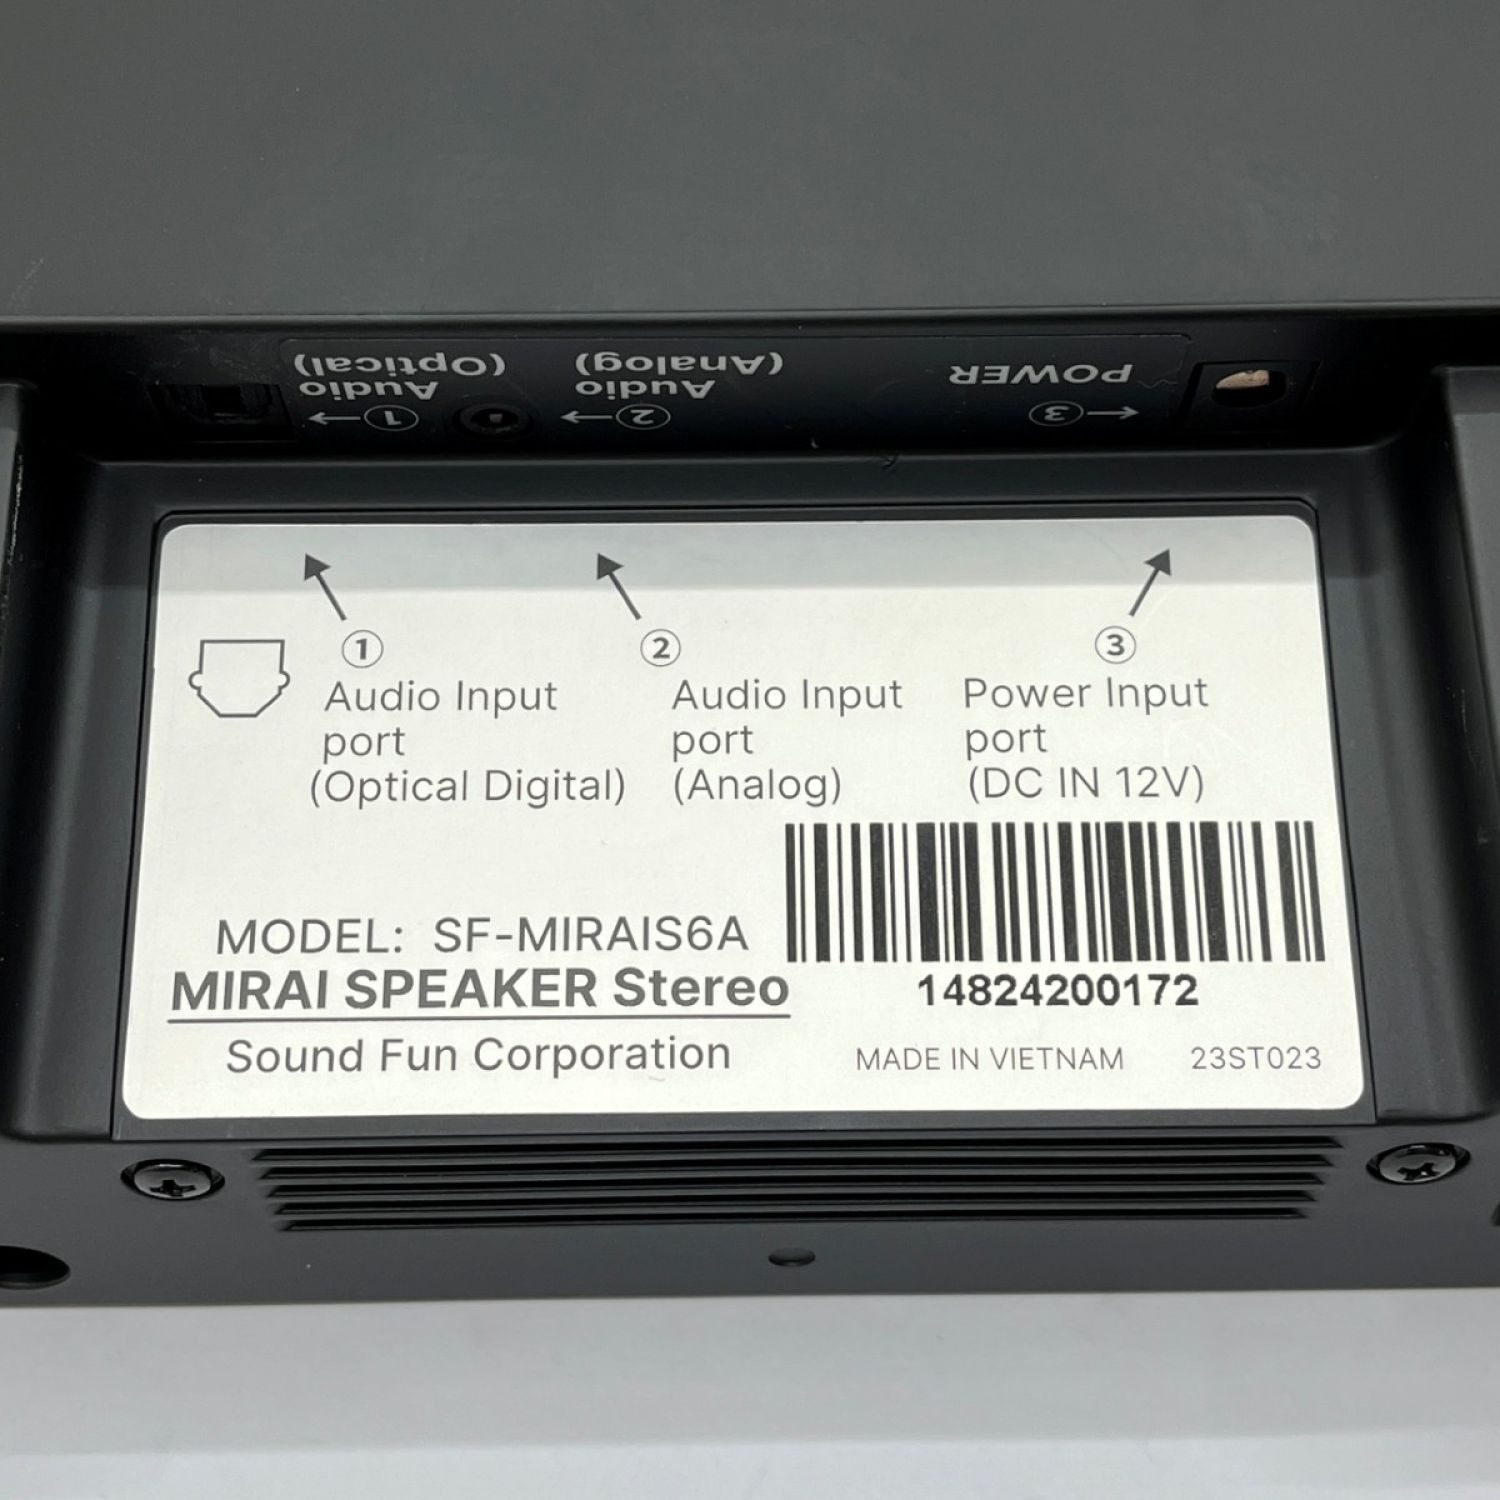 (Optical)
Audio
←①
(Analog)
Audio
←②
POWER
③→
①
Audio Input
port
(Optical Digital)
②
Audio Input
port
(Analog)
③
Power Input
port
(DC IN 12V)
MODEL: SF-MIRAIS6A
MIRAI SPEAKER Stereo
Sound Fun Corporation
14824200172
MADE IN VIETNAM 23ST023